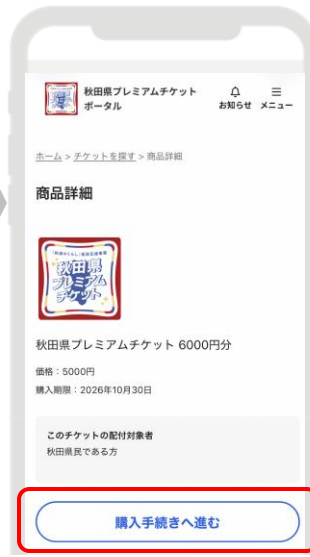 秋田県プレミアムチケット
ポータル
お知らせ メニュー
ホーム > チケットを探す > 商品詳細
商品詳細
秋田県
プレミアム
チケット
秋田県プレミアムチケット 6000円分
価格：5000円
購入期限：2026年10月30日
このチケットの配付対象者
秋田県民である方
購入手続きへ進む